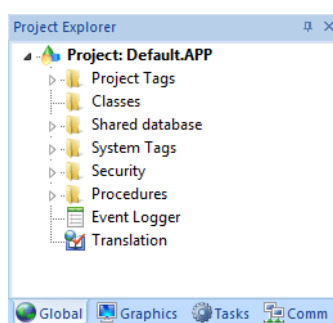 Project Explorer
Project: Default.APP
Project Tags
Classes
Shared database
System Tags
Security
Procedures
Event Logger
Translation
Global Graphics Tasks Comm